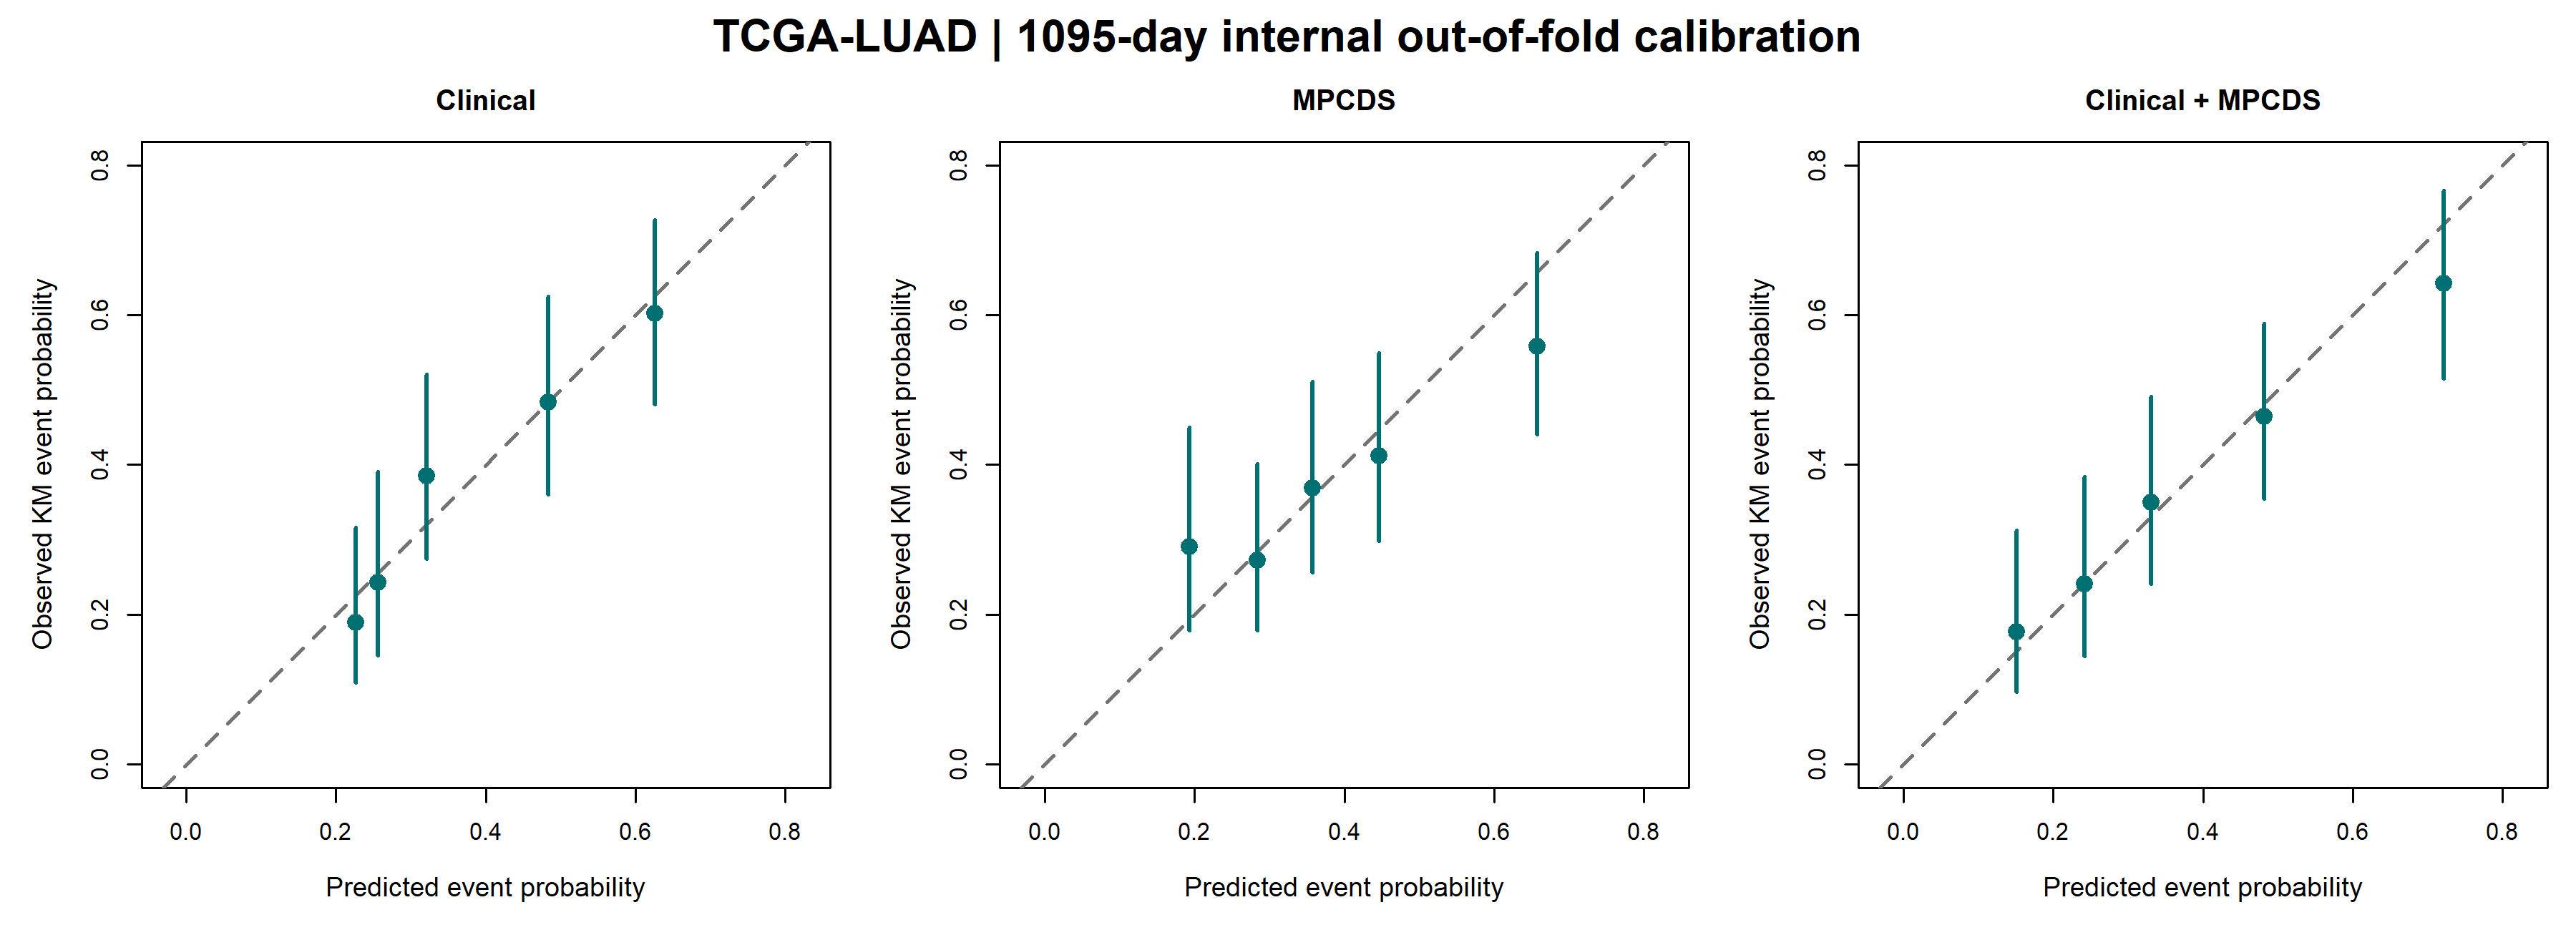 TCGA-LUAD | 1095-day internal out-of-fold calibration
Clinical
Observed KM event probability
0.8
0.6
0.4
0.2
0.0
0.0 0.2 0.4 0.6 0.8
Predicted event probability
MPCDS
Observed KM event probability
0.8
0.6
0.4
0.2
0.0
0.0 0.2 0.4 0.6 0.8
Predicted event probability
Clinical + MPCDS
Observed KM event probability
0.8
0.6
0.4
0.2
0.0
0.0 0.2 0.4 0.6 0.8
Predicted event probability